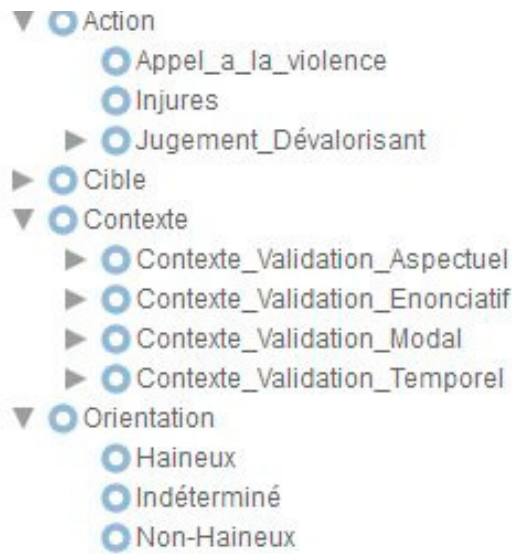 Action
Appel_a_la_violence
Injures
Jugement_Dévalorisant
Cible
Contexte
Contexte_Validation_Aspectuel
Contexte_Validation_Enonciatif
Contexte_Validation_Modal
Contexte_Validation_Temporel
Orientation
Haineux
Indéterminé
Non-Haineux